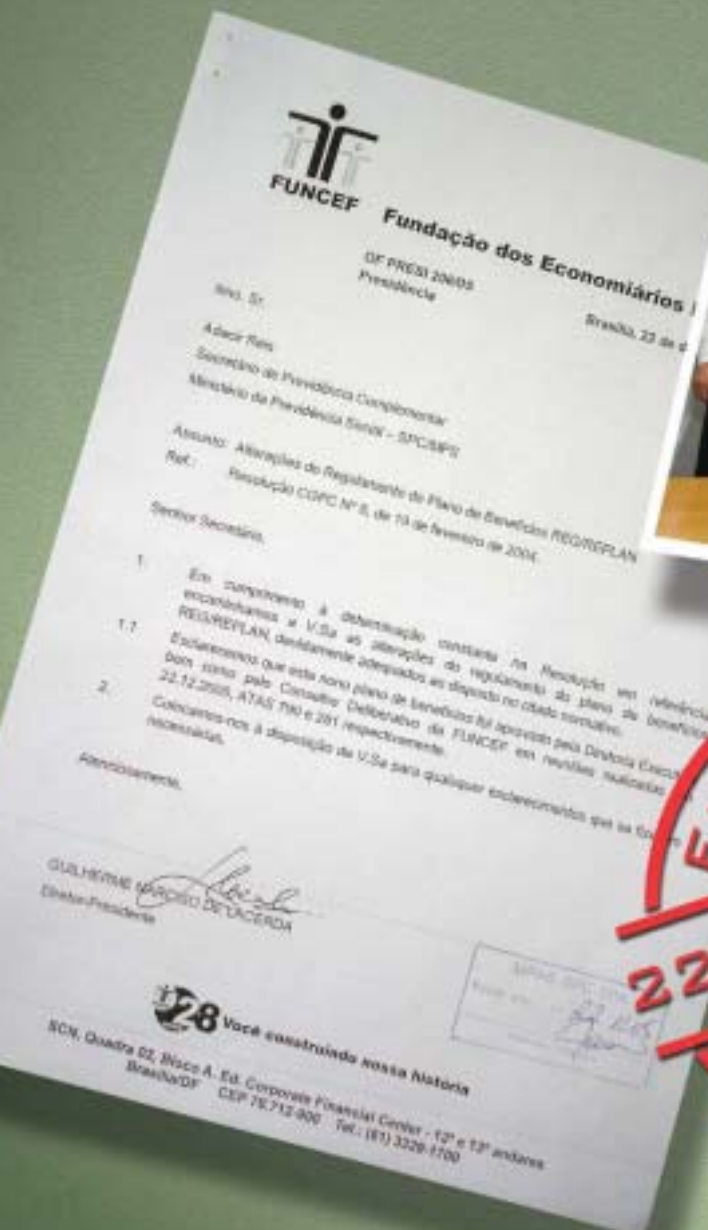 FUNCEF
Fundação dos Economiários
OF PRESI 206/05
Presidência
Brasília, 23 de
Ilmo. Sr.
Adacir Reis
Secretário de Previdência Complementar
Ministério da Previdência Social – SPC/MPS
Assunto: Alterações do Regulamento do Plano de Benefícios REG/REPLAN
Ref.: Resolução CGPC Nº 8, de 19 de fevereiro de 2004.
Senhor Secretário,
1. Em cumprimento à determinação constante na Resolução em referência
encaminhamos a V.Sa as alterações do regulamento do plano de benefícios
REG/REPLAN, devidamente adequados ao disposto no citado normativo.
1.1 Esclarecemos que este novo plano de benefícios foi aprovado pela Diretoria
bem como pelo Conselho Deliberativo da FUNCEF em reuniões realizadas
22.12.2005, ATAS 790 e 281 respectivamente.
2. Colocamo-nos à disposição de V.Sa para qualquer esclarecimentos que se
necessárias.
Atenciosamente,
GUILHERME NARCISO DE LACERDA
Diretor-Presidente
28 Você construindo nossa história
SCN, Quadra 02, Bloco A. Ed. Corporate Financial Center - 12º e 13º andares
Brasília/DF CEP 70.712-900 Tel.: (61) 3329-1700
22